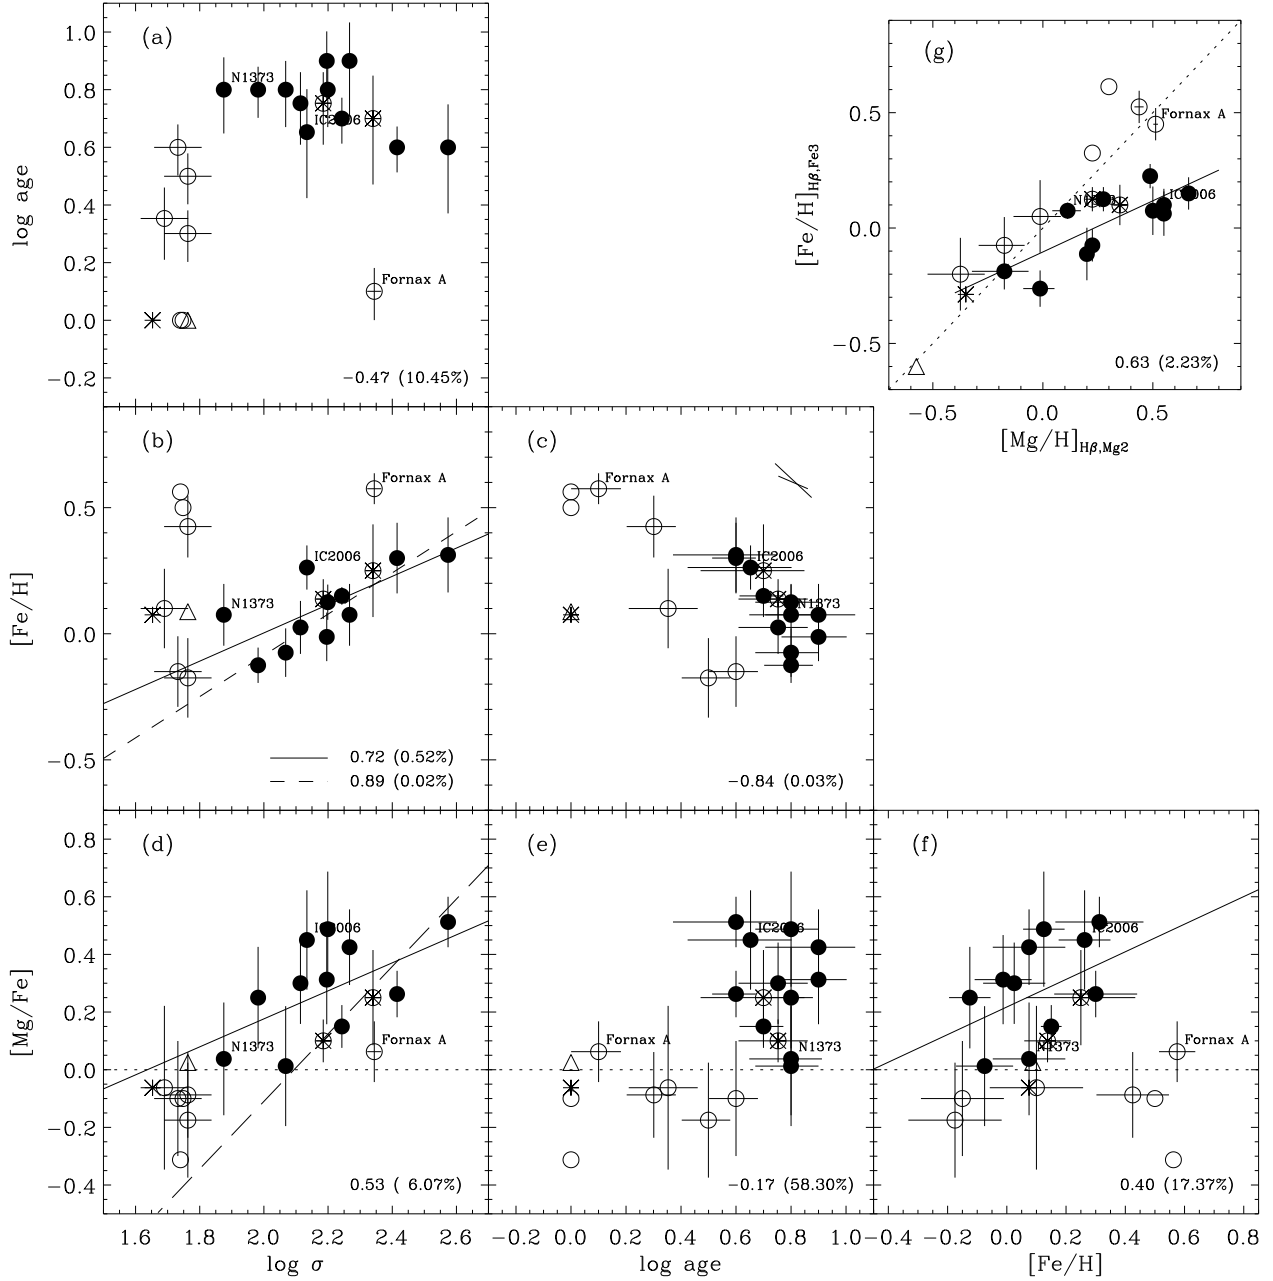 (a)
1.0
0.8
0.6
0.4
0.2
0.0
−0.2
log age
N1373
IC2006
Fornax A
−0.47 (10.45%)
(g)
0.5
0.0
−0.5
[Fe/H]Hβ,Fe3
Fornax A
N1373
IC2006
0.63 (2.23%)
−0.5
0.0
0.5
[Mg/H]Hβ,Mg2
(b)
0.5
0.0
−0.5
[Fe/H]
Fornax A
IC2006
N1373
0.72 (0.52%)
0.89 (0.02%)
(c)
Fornax A
IC2006
N1373
−0.84 (0.03%)
(d)
0.8
0.6
0.4
0.2
0.0
−0.2
−0.4
[Mg/Fe]
IC2006
N1373
Fornax A
0.53 ( 6.07%)
1.6
1.8
2.0
2.2
2.4
2.6
log σ
(e)
IC2006
Fornax A
N1373
−0.17 (58.30%)
−0.2
0.0
0.2
0.4
0.6
0.8
1.0
log age
(f)
IC2006
N1373
Fornax A
0.40 (17.37%)
−0.4
−0.2
0.0
0.2
0.4
0.6
0.8
[Fe/H]